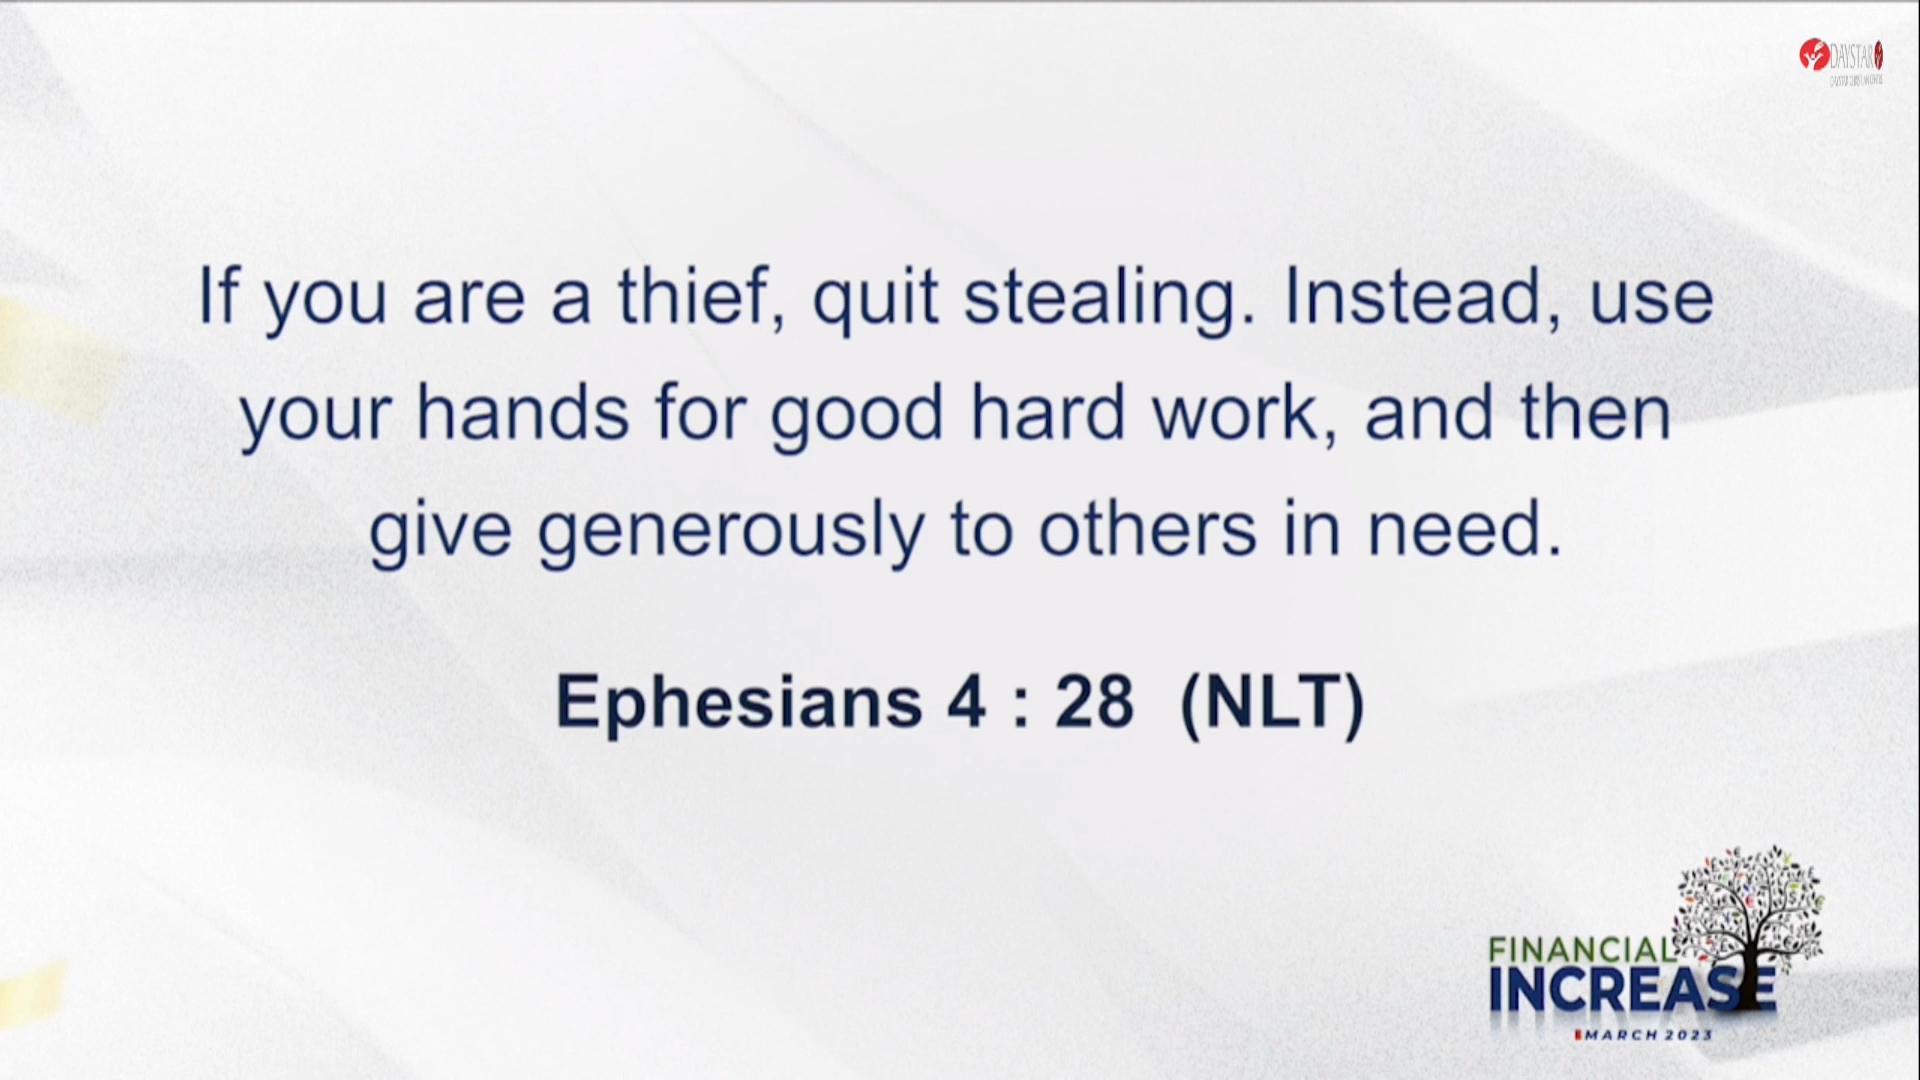 DAYSTAR
If you are a thief, quit stealing. Instead, use
your hands for good hard work, and then
give generously to others in need.
Ephesians 4 : 28 (NLT)
FINANCIAL
INCREASE
MARCH 2023